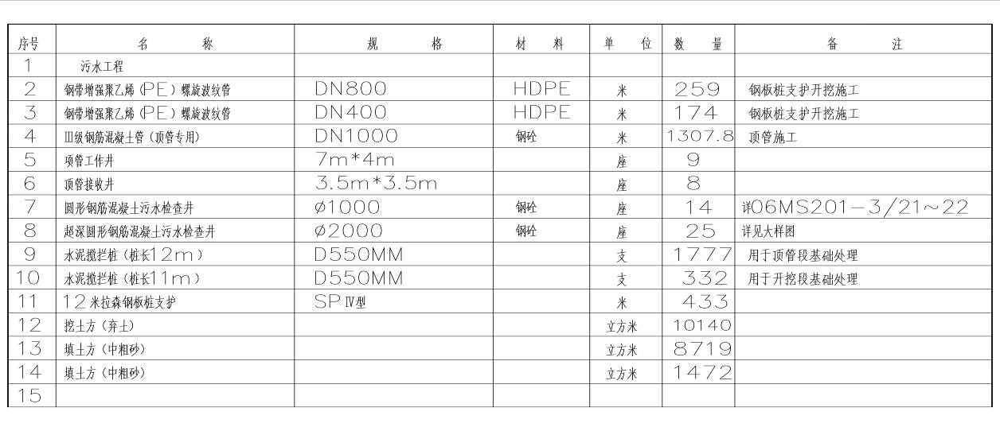 序号 名 称 规 格 材 料 单 位 数 量 备 注
1 污水工程
2 钢带增强聚乙烯(PE)螺旋波纹管 DN800 HDPE 米 259 钢板桩支护开挖施工
3 钢带增强聚乙烯(PE)螺旋波纹管 DN400 HDPE 米 174 钢板桩支护开挖施工
4 Ⅲ级钢筋混凝土管(顶管专用) DN1000 钢砼 米 1307.8 顶管施工
5 顶管工作井 7m*4m 座 9
6 顶管接收井 3.5m*3.5m 座 8
7 圆形钢筋混凝土污水检查井 Ø1000 钢砼 座 14 详06MS201-3/21~22
8 超深圆形钢筋混凝土污水检查井 Ø2000 钢砼 座 25 详见大样图
9 水泥搅拦桩(桩长12m) D550MM 支 1777 用于顶管段基础处理
10 水泥搅拦桩(桩长11m) D550MM 支 332 用于开挖段基础处理
11 12米拉森钢板桩支护 SPⅣ型 米 433
12 挖土方(弃土) 立方米 10140
13 填土方(中粗砂) 立方米 8719
14 填土方(中粗砂) 立方米 1472
15